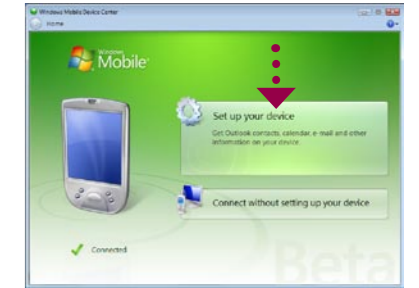 Windows Mobile Device Center
Home
Windows
Mobile
Set up your device
Get Outlook contacts, calendar, e-mail and other
information on your device.
Connect without setting up your device
Connected
Beta